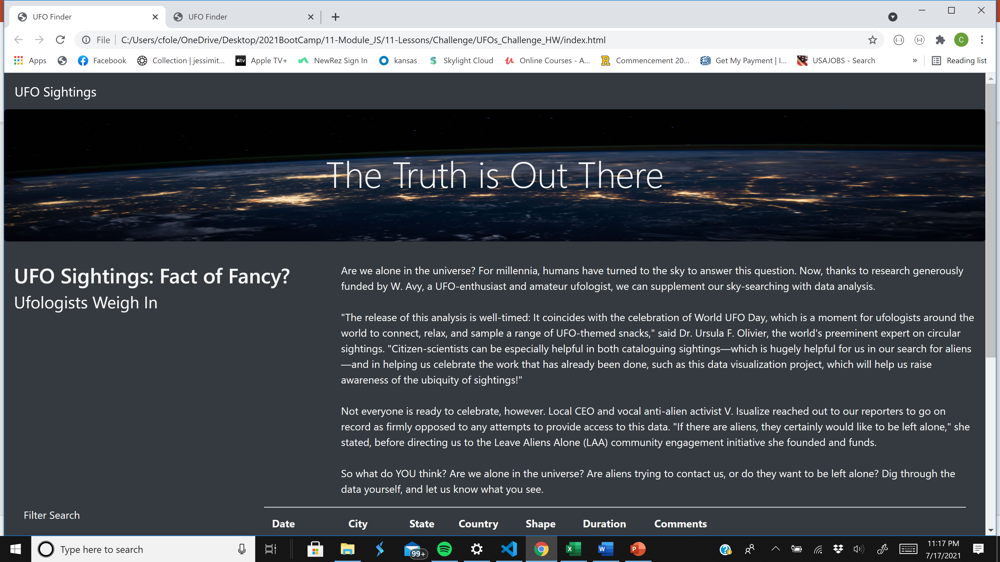 UFO Finder
UFO Finder
File
C:/Users/cfole/OneDrive/Desktop/2021BootCamp/11-Module_JS/11-Lessons/Challenge/UFOs_Challenge_HW/index.html
C
Apps
Facebook
Collection | jessimit...
tv
Apple TV+
NewRez Sign In
kansas
S
Skylight Cloud
Online Courses - A...
R
Commencement 20...
Get My Payment | I...
USAJOBS - Search
»
Reading list
UFO Sightings
The Truth is Out There
UFO Sightings: Fact of Fancy?
Ufologists Weigh In
Are we alone in the universe? For millennia, humans have turned to the sky to answer this question. Now, thanks to research generously
funded by W. Avy, a UFO-enthusiast and amateur ufologist, we can supplement our sky-searching with data analysis.
"The release of this analysis is well-timed: It coincides with the celebration of World UFO Day, which is a moment for ufologists around the
world to connect, relax, and sample a range of UFO-themed snacks," said Dr. Ursula F. Olivier, the world's preeminent expert on circular
sightings. "Citizen-scientists can be especially helpful in both cataloguing sightings—which is hugely helpful for us in our search for aliens
—and in helping us celebrate the work that has already been done, such as this data visualization project, which will help us raise
awareness of the ubiquity of sightings!"
Not everyone is ready to celebrate, however. Local CEO and vocal anti-alien activist V. Isualize reached out to our reporters to go on
record as firmly opposed to any attempts to provide access to this data. "If there are aliens, they certainly would like to be left alone," she
stated, before directing us to the Leave Aliens Alone (LAA) community engagement initiative she founded and funds.
So what do YOU think? Are we alone in the universe? Are aliens trying to contact us, or do they want to be left alone? Dig through the
data yourself, and let us know what you see.
Filter Search
Date City State Country Shape Duration Comments
Type here to search
99+
X
W
P
11:17 PM
7/17/2021